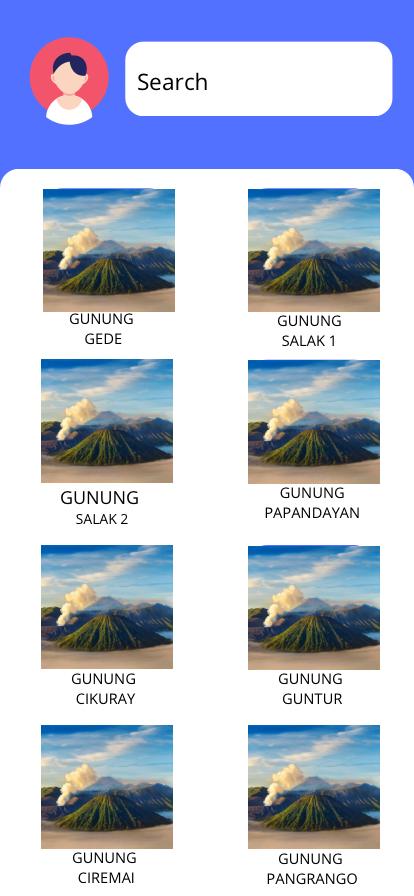 Search
GUNUNG
GEDE
GUNUNG
SALAK 1
GUNUNG
SALAK 2
GUNUNG
PAPANDAYAN
GUNUNG
CIKURAY
GUNUNG
GUNTUR
GUNUNG
CIREMAI
GUNUNG
PANGRANGO